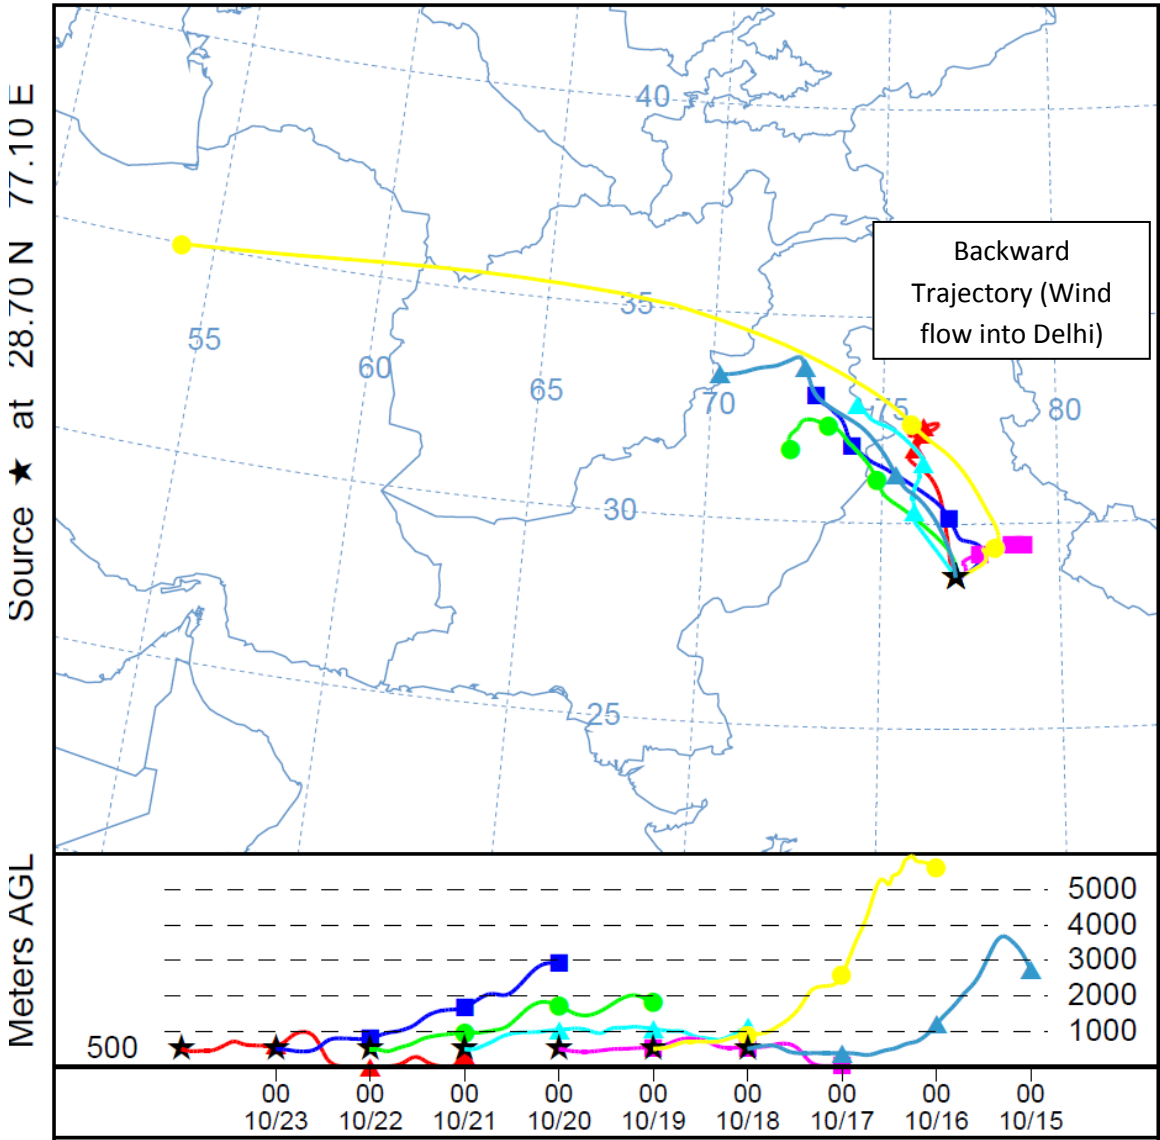 Source ★ at 28.70 N 77.10 E
40
35
30
25
55
60
65
70
75
80
Backward
Trajectory (Wind
flow into Delhi)
Meters AGL
500
5000
4000
3000
2000
1000
00 00 00 00 00 00 00 00 00
10/23 10/22 10/21 10/20 10/19 10/18 10/17 10/16 10/15